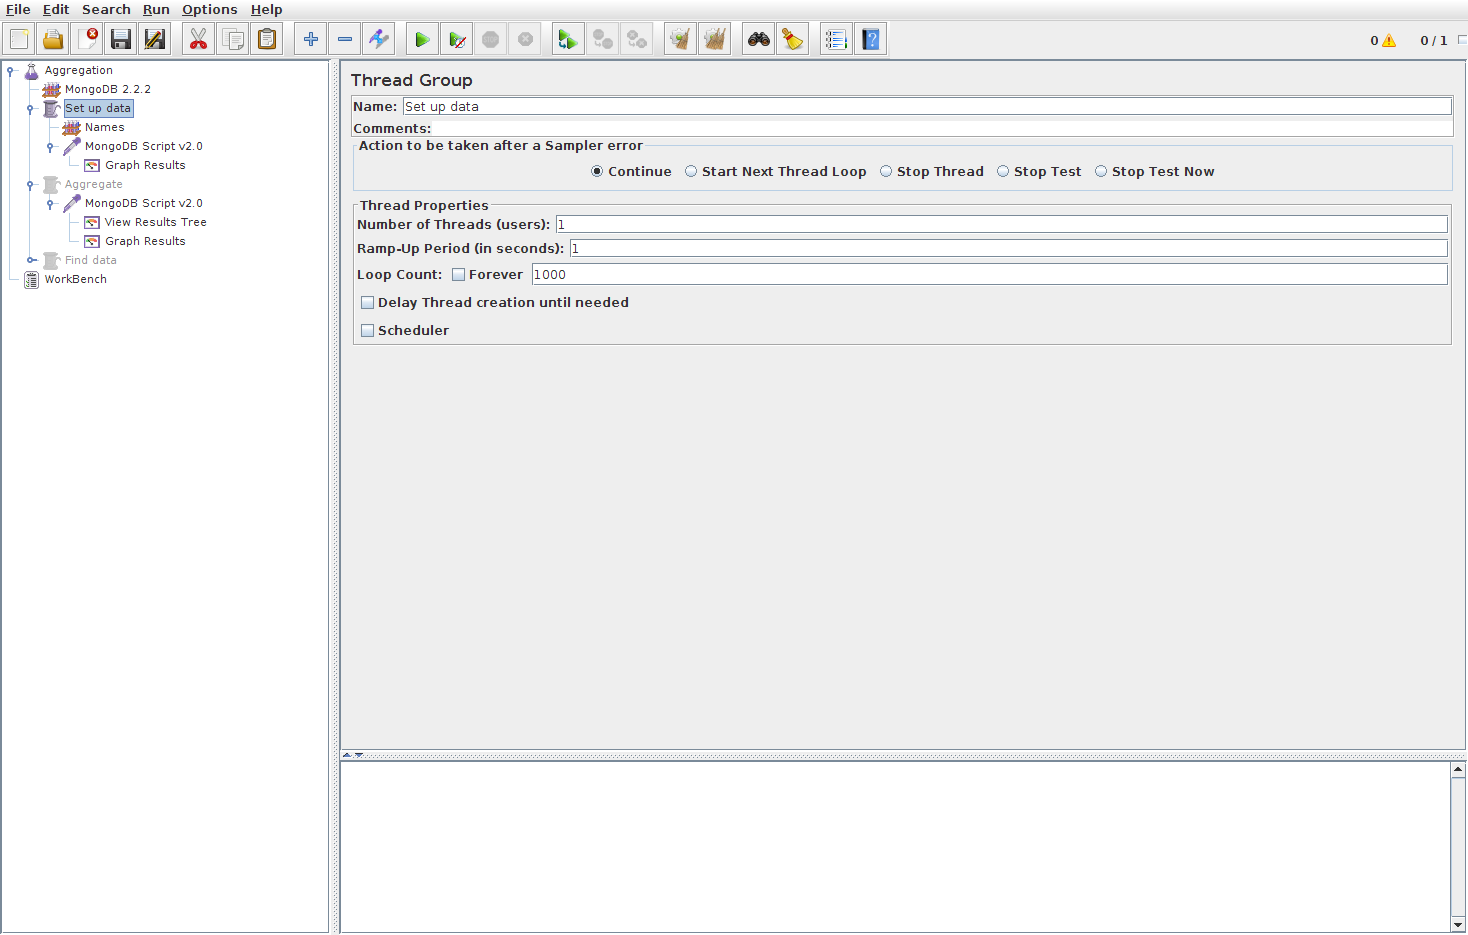 File Edit Search Run Options Help
0 0 / 1
Aggregation
MongoDB 2.2.2
Set up data
Names
MongoDB Script v2.0
Graph Results
Aggregate
MongoDB Script v2.0
View Results Tree
Graph Results
Find data
WorkBench
Thread Group
Name: Set up data
Comments:
Action to be taken after a Sampler error
Continue Start Next Thread Loop Stop Thread Stop Test Stop Test Now
Thread Properties
Number of Threads (users): 1
Ramp-Up Period (in seconds): 1
Loop Count: Forever 1000
Delay Thread creation until needed
Scheduler